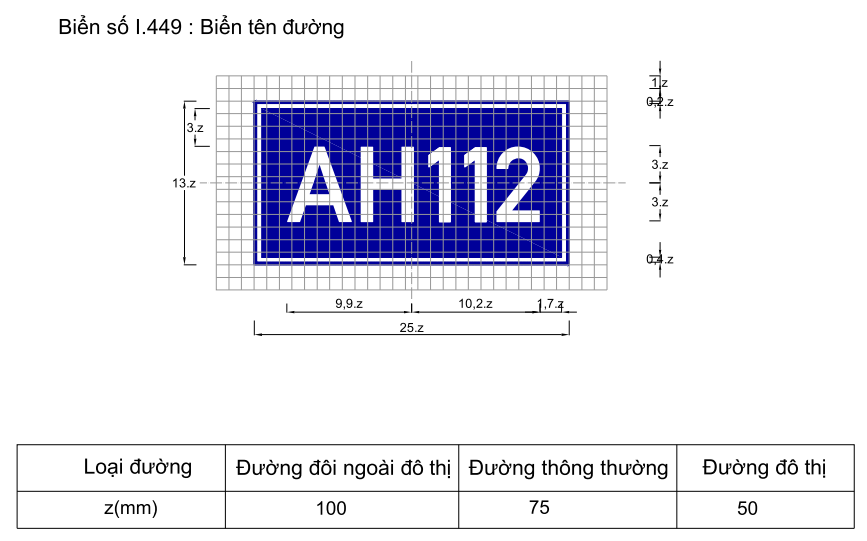 Biển số I.449 : Biển tên đường
1.z
0,2.z
3.z
3.z
13.z
AH112
3.z
0,4.z
9,9.z 10,2.z 1,7.z
25.z
Loại đường Đường đôi ngoài đô thị Đường thông thường Đường đô thị
z(mm) 100 75 50